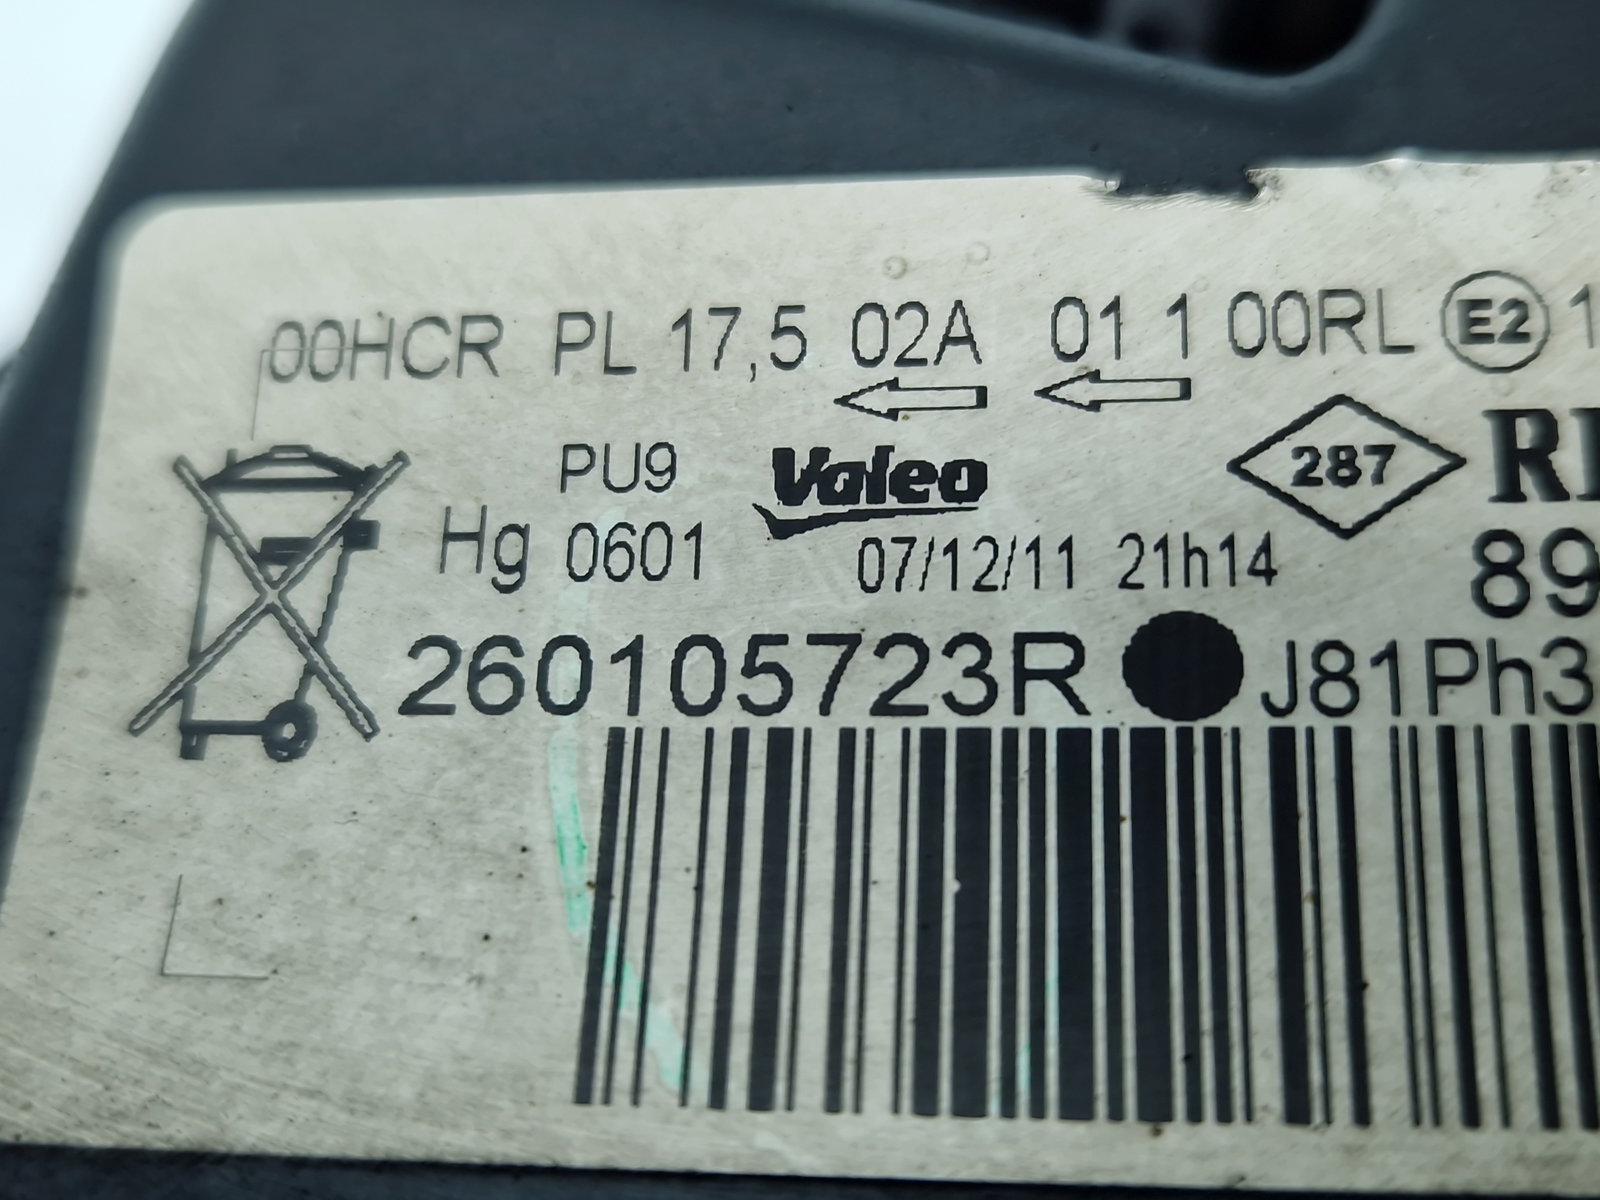 00HCR PL 17,5 02A 01 1 00RL E2 1
PU9 Valeo 287
Hg 0601 07/12/11 21h14 89
260105723R J81Ph3